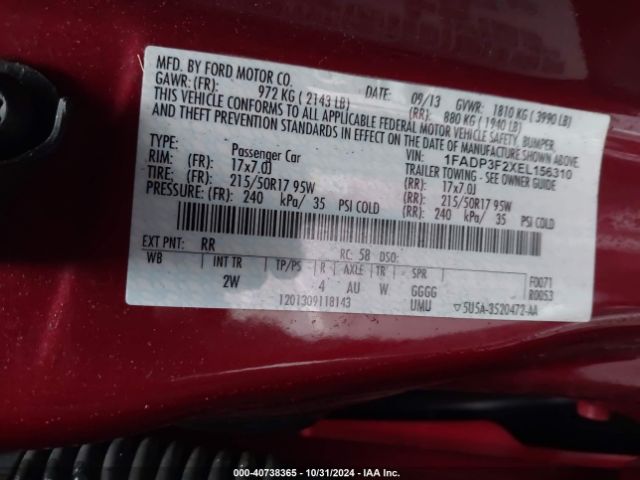 MFD. BY FORD MOTOR CO.
DATE: 09/13 GVWR: 1810 KG ( 3990 LB)
GAWR: (FR): 972 KG ( 2143 LB) (RR): 880 KG ( 1940 LB)
THIS VEHICLE CONFORMS TO ALL APPLICABLE FEDERAL MOTOR VEHICLE SAFETY, BUMPER,
AND THEFT PREVENTION STANDARDS IN EFFECT ON THE DATE OF MANUFACTURE SHOWN ABOVE.
VIN: 1FADP3F2XEL156310
TYPE: Passenger Car TRAILER TOWING - SEE OWNER GUIDE
RIM: (FR): 17x7.0J (RR): 17x7.0J
TIRE: (FR): 215/50R17 95W (RR): 215/50R17 95W
PRESSURE: (FR): 240 kPa/ 35 PSI COLD (RR): 240 kPa/ 35 PSI COLD
EXT PNT: RR RC: 58 DSO:
WB INT TR TP/PS R AXLE TR SPR F0071
2W 4 AU W GGGG R0053
1201309118143 UMU ▽5U5A-3520472-AA
000-40738365 - 10/31/2024 - IAA Inc.